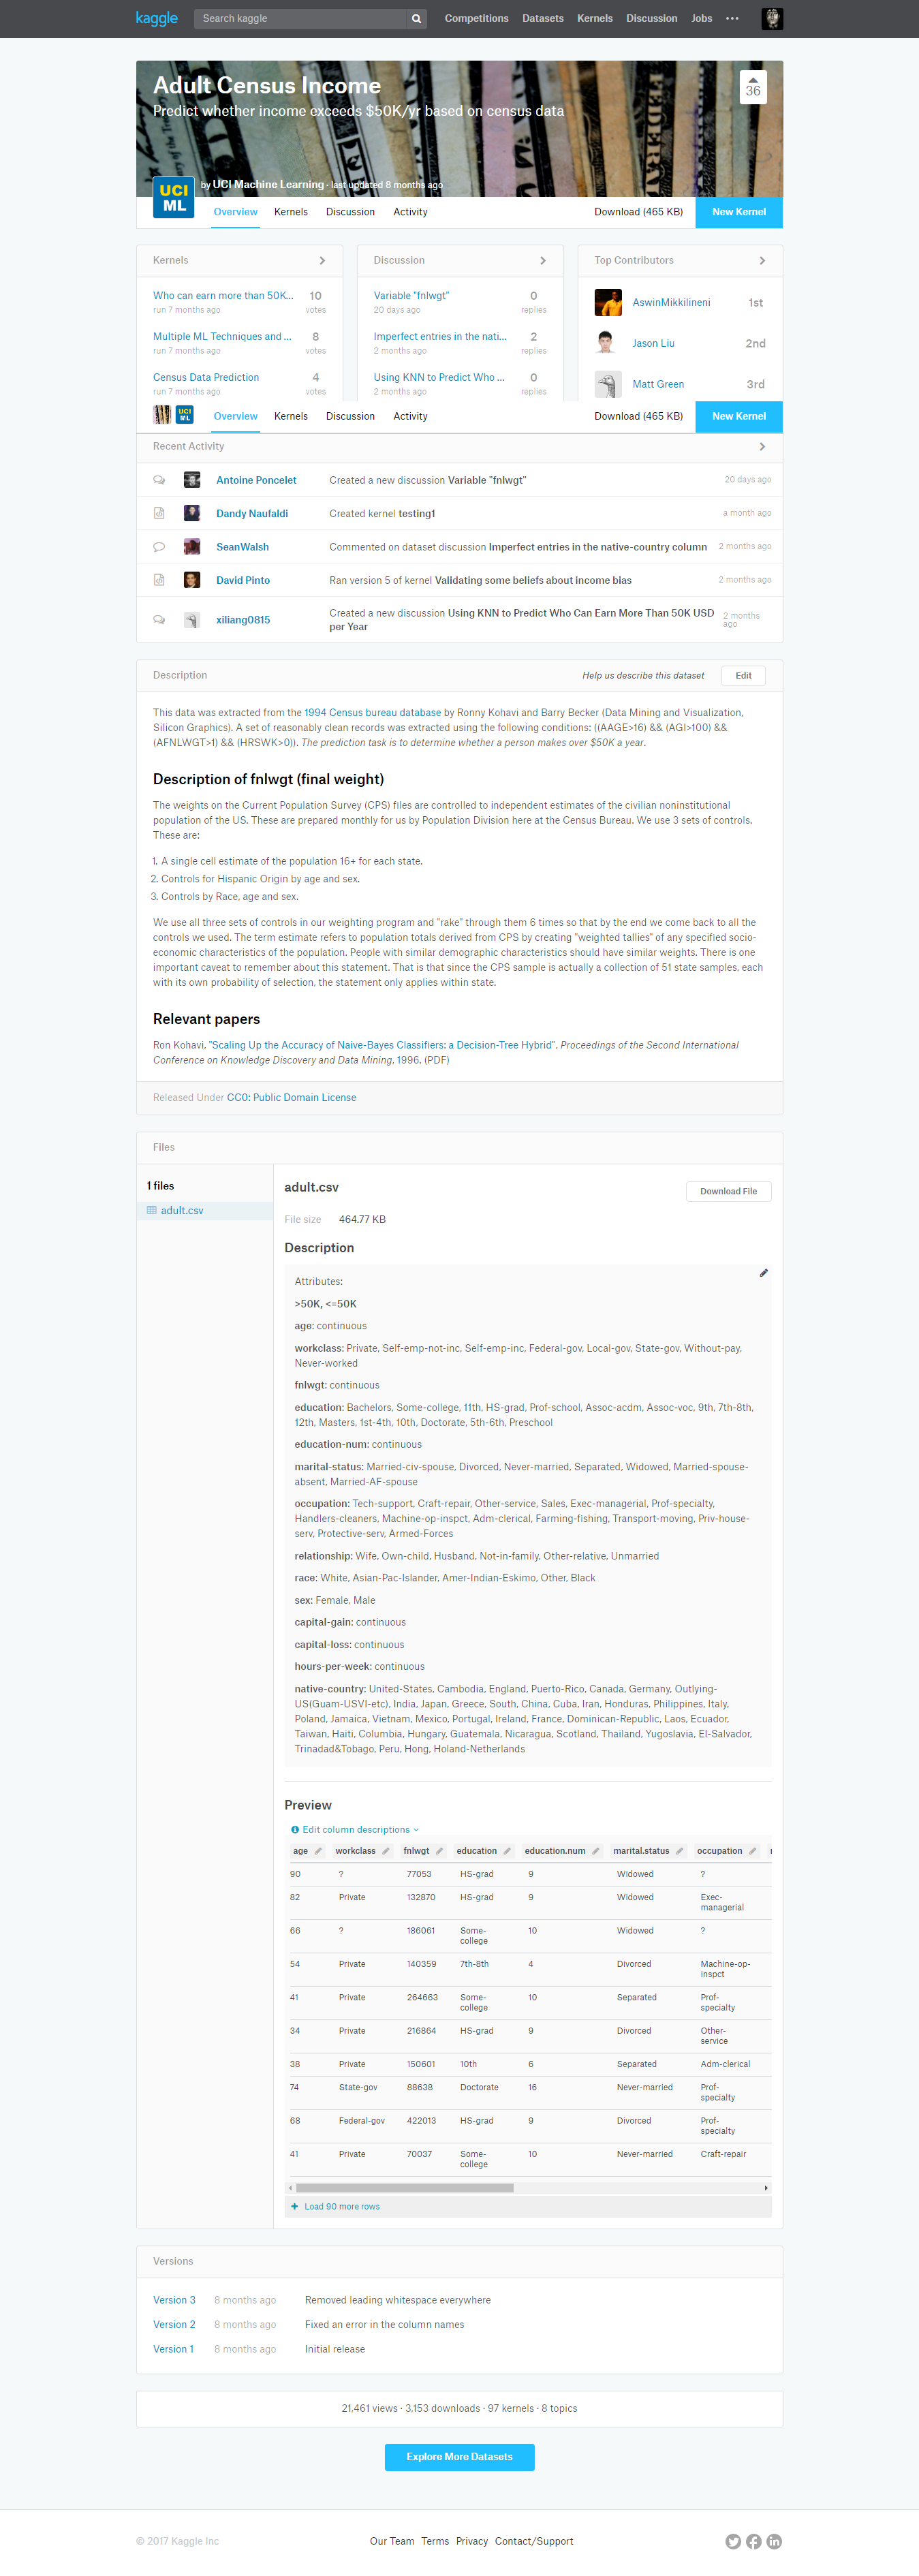 kaggle
Search kaggle
Competitions Datasets Kernels Discussion Jobs •••
Adult Census Income
36
Predict whether income exceeds $50K/yr based on census data
UCI
ML
by UCI Machine Learning · last updated 8 months ago
Overview Kernels Discussion Activity Download (465 KB) New Kernel
Kernels
Who can earn more than 50K... 10
run 7 months ago votes
Multiple ML Techniques and ... 8
run 7 months ago votes
Census Data Prediction 4
run 7 months ago votes
Discussion
Variable "fnlwgt" 0
20 days ago replies
Imperfect entries in the nati... 2
2 months ago replies
Using KNN to Predict Who ... 0
2 months ago replies
Top Contributors
AswinMikkilineni 1st
Jason Liu 2nd
Matt Green 3rd
UCI
ML
Overview Kernels Discussion Activity Download (465 KB) New Kernel
Recent Activity
Antoine Poncelet Created a new discussion Variable "fnlwgt" 20 days ago
Dandy Naufaldi Created kernel testing1 a month ago
SeanWalsh Commented on dataset discussion Imperfect entries in the native-country column 2 months ago
David Pinto Ran version 5 of kernel Validating some beliefs about income bias 2 months ago
xiliang0815 Created a new discussion Using KNN to Predict Who Can Earn More Than 50K USD
per Year
2 months
ago
Description Help us describe this dataset Edit
This data was extracted from the 1994 Census bureau database by Ronny Kohavi and Barry Becker (Data Mining and Visualization,
Silicon Graphics). A set of reasonably clean records was extracted using the following conditions: ((AAGE>16) && (AGI>100) &&
(AFNLWGT>1) && (HRSWK>0)). The prediction task is to determine whether a person makes over $50K a year.
Description of fnlwgt (final weight)
The weights on the Current Population Survey (CPS) files are controlled to independent estimates of the civilian noninstitutional
population of the US. These are prepared monthly for us by Population Division here at the Census Bureau. We use 3 sets of controls.
These are:
1. A single cell estimate of the population 16+ for each state.
2. Controls for Hispanic Origin by age and sex.
3. Controls by Race, age and sex.
We use all three sets of controls in our weighting program and "rake" through them 6 times so that by the end we come back to all the
controls we used. The term estimate refers to population totals derived from CPS by creating "weighted tallies" of any specified socio-
economic characteristics of the population. People with similar demographic characteristics should have similar weights. There is one
important caveat to remember about this statement. That is that since the CPS sample is actually a collection of 51 state samples, each
with its own probability of selection, the statement only applies within state.
Relevant papers
Ron Kohavi, "Scaling Up the Accuracy of Naive-Bayes Classifiers: a Decision-Tree Hybrid", Proceedings of the Second International
Conference on Knowledge Discovery and Data Mining, 1996. (PDF)
Released Under CC0: Public Domain License
Files
1 files
adult.csv
adult.csv Download File
File size 464.77 KB
Description
Attributes:
>50K, <=50K
age: continuous
workclass: Private, Self-emp-not-inc, Self-emp-inc, Federal-gov, Local-gov, State-gov, Without-pay,
Never-worked
fnlwgt: continuous
education: Bachelors, Some-college, 11th, HS-grad, Prof-school, Assoc-acdm, Assoc-voc, 9th, 7th-8th,
12th, Masters, 1st-4th, 10th, Doctorate, 5th-6th, Preschool
education-num: continuous
marital-status: Married-civ-spouse, Divorced, Never-married, Separated, Widowed, Married-spouse-
absent, Married-AF-spouse
occupation: Tech-support, Craft-repair, Other-service, Sales, Exec-managerial, Prof-specialty,
Handlers-cleaners, Machine-op-inspct, Adm-clerical, Farming-fishing, Transport-moving, Priv-house-
serv, Protective-serv, Armed-Forces
relationship: Wife, Own-child, Husband, Not-in-family, Other-relative, Unmarried
race: White, Asian-Pac-Islander, Amer-Indian-Eskimo, Other, Black
sex: Female, Male
capital-gain: continuous
capital-loss: continuous
hours-per-week: continuous
native-country: United-States, Cambodia, England, Puerto-Rico, Canada, Germany, Outlying-
US(Guam-USVI-etc), India, Japan, Greece, South, China, Cuba, Iran, Honduras, Philippines, Italy,
Poland, Jamaica, Vietnam, Mexico, Portugal, Ireland, France, Dominican-Republic, Laos, Ecuador,
Taiwan, Haiti, Columbia, Hungary, Guatemala, Nicaragua, Scotland, Thailand, Yugoslavia, El-Salvador,
Trinadad&Tobago, Peru, Hong, Holand-Netherlands
Preview
Edit column descriptions
age workclass fnlwgt education education.num marital.status occupation
90 ? 77053 HS-grad 9 Widowed ?
82 Private 132870 HS-grad 9 Widowed Exec-
managerial
66 ? 186061 Some-
college 10 Widowed ?
54 Private 140359 7th-8th 4 Divorced Machine-op-
inspct
41 Private 264663 Some-
college 10 Separated Prof-
specialty
34 Private 216864 HS-grad 9 Divorced Other-
service
38 Private 150601 10th 6 Separated Adm-clerical
74 State-gov 88638 Doctorate 16 Never-married Prof-
specialty
68 Federal-gov 422013 HS-grad 9 Divorced Prof-
specialty
41 Private 70037 Some-
college 10 Never-married Craft-repair
Load 90 more rows
Versions
Version 3 8 months ago Removed leading whitespace everywhere
Version 2 8 months ago Fixed an error in the column names
Version 1 8 months ago Initial release
21,461 views · 3,153 downloads · 97 kernels · 8 topics
Explore More Datasets
© 2017 Kaggle Inc
Our Team Terms Privacy Contact/Support